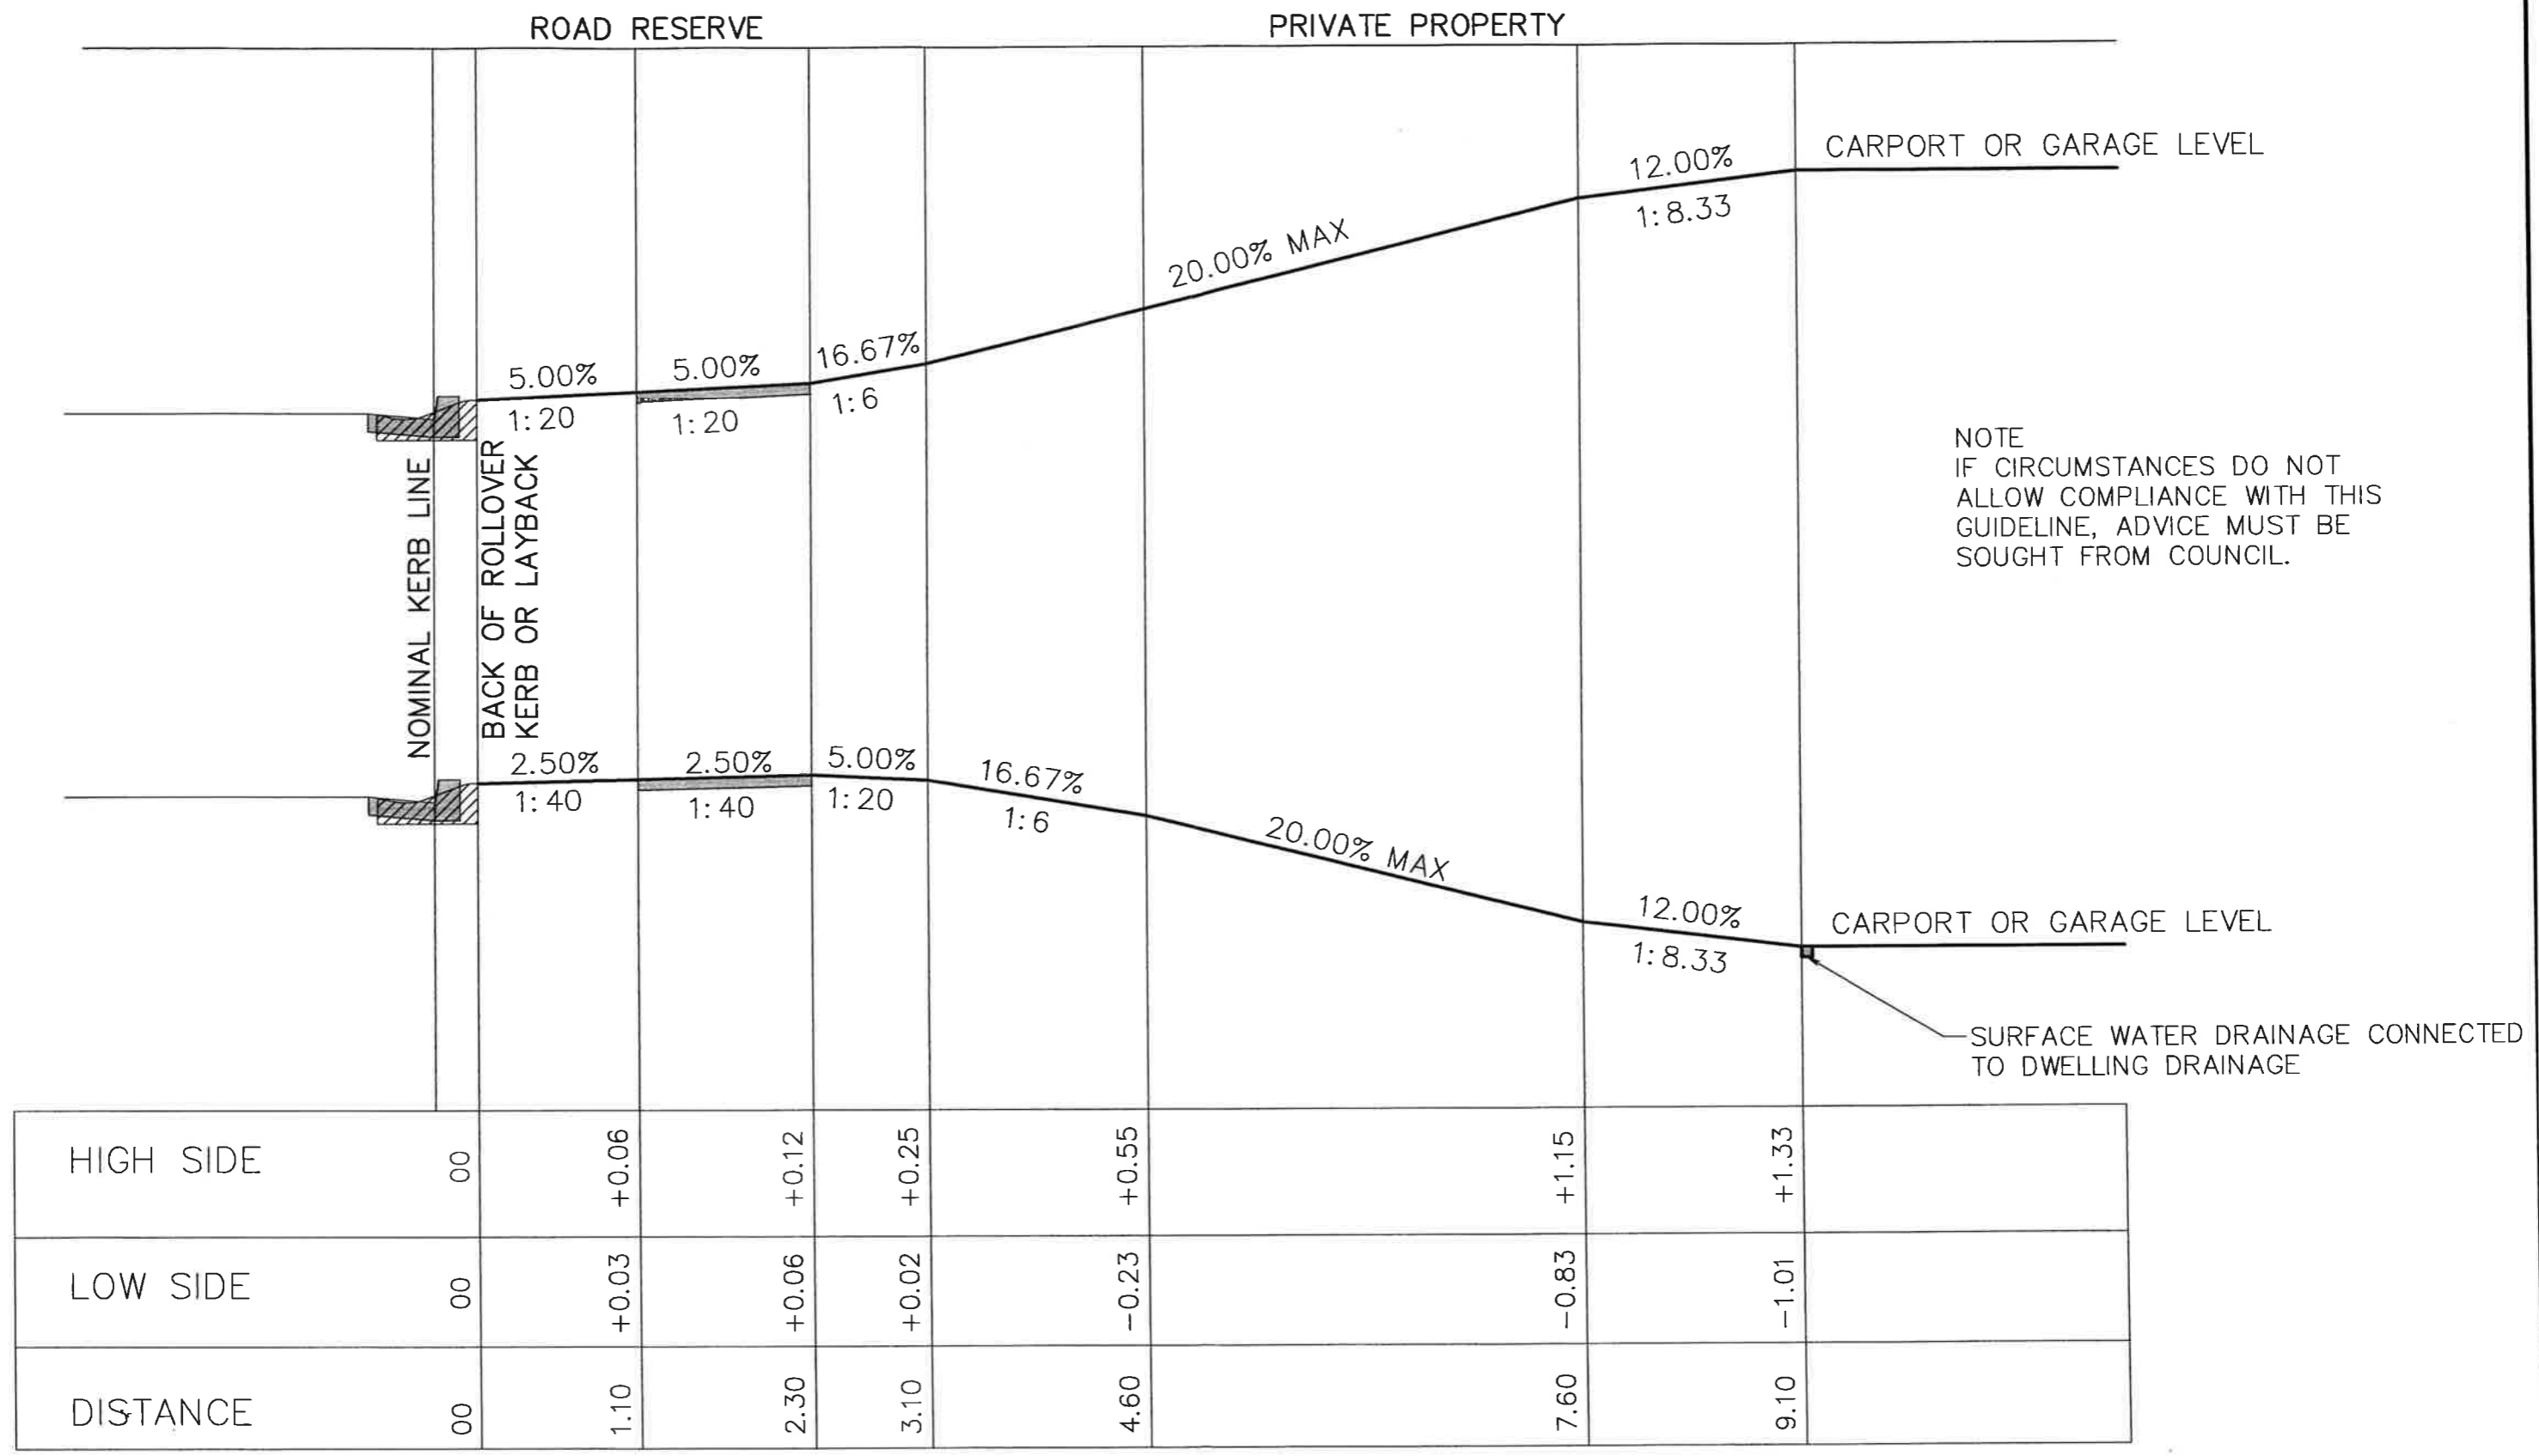 ROAD RESERVE
PRIVATE PROPERTY
CARPORT OR GARAGE LEVEL
12.00%
1:8.33
20.00% MAX
16.67%
1:6
5.00%
1:20
5.00%
1:20
NOTE
IF CIRCUMSTANCES DO NOT
ALLOW COMPLIANCE WITH THIS
GUIDELINE, ADVICE MUST BE
SOUGHT FROM COUNCIL.
NOMINAL KERB LINE
BACK OF ROLLOVER
KERB OR LAYBACK
2.50%
1:40
2.50%
1:40
5.00%
1:20
16.67%
1:6
20.00% MAX
12.00%
1:8.33
CARPORT OR GARAGE LEVEL
SURFACE WATER DRAINAGE CONNECTED
TO DWELLING DRAINAGE
HIGH SIDE 00 +0.06 +0.12 +0.25 +0.55 +1.15 +1.33
LOW SIDE 00 +0.03 +0.06 +0.02 -0.23 -0.83 -1.01
DISTANCE 00 1.10 2.30 3.10 4.60 7.60 9.10